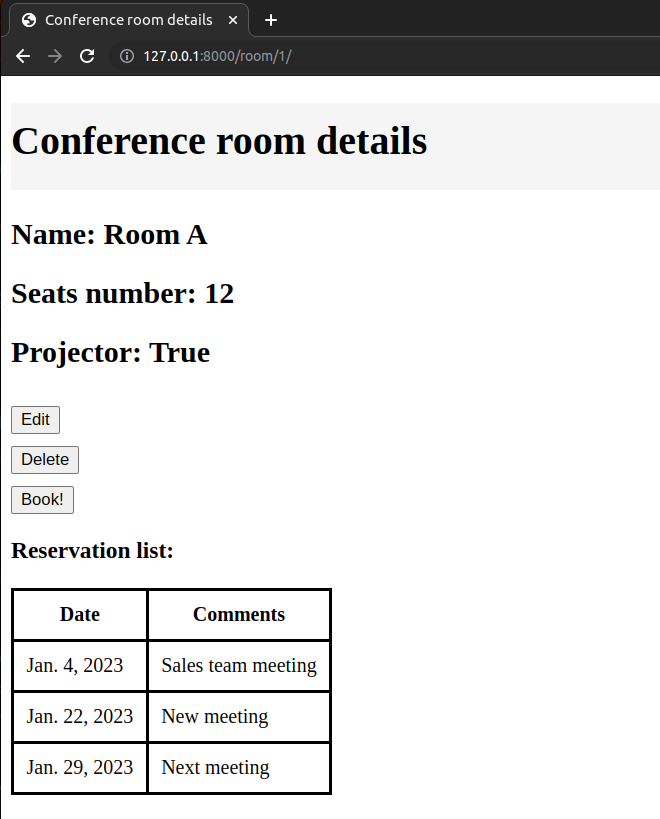 Conference room details
127.0.0.1:8000/room/1/
Conference room details
Name: Room A
Seats number: 12
Projector: True
Edit
Delete
Book!
Reservation list:
Date Comments
Jan. 4, 2023 Sales team meeting
Jan. 22, 2023 New meeting
Jan. 29, 2023 Next meeting